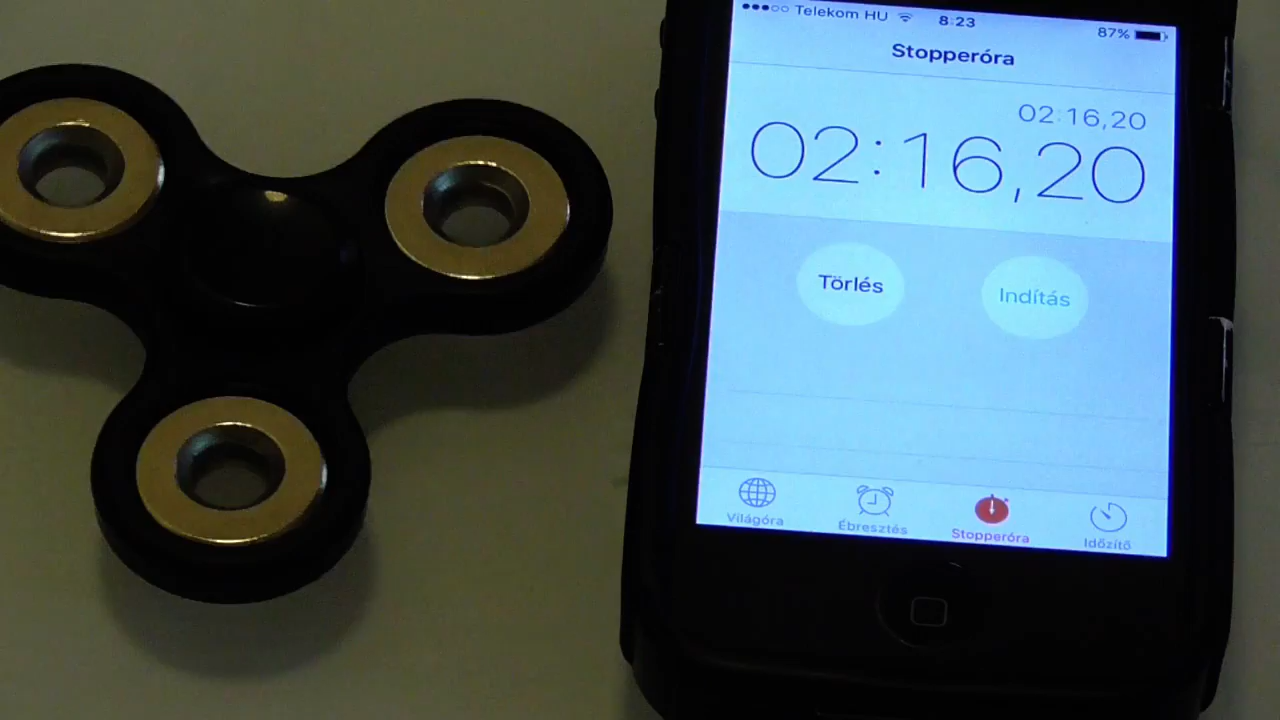 Telekom HU 8:23 87%
Stopperóra
02:16,20
02:16,20
Törlés Indítás
Világóra Ébresztés Stopperóra Időzítő